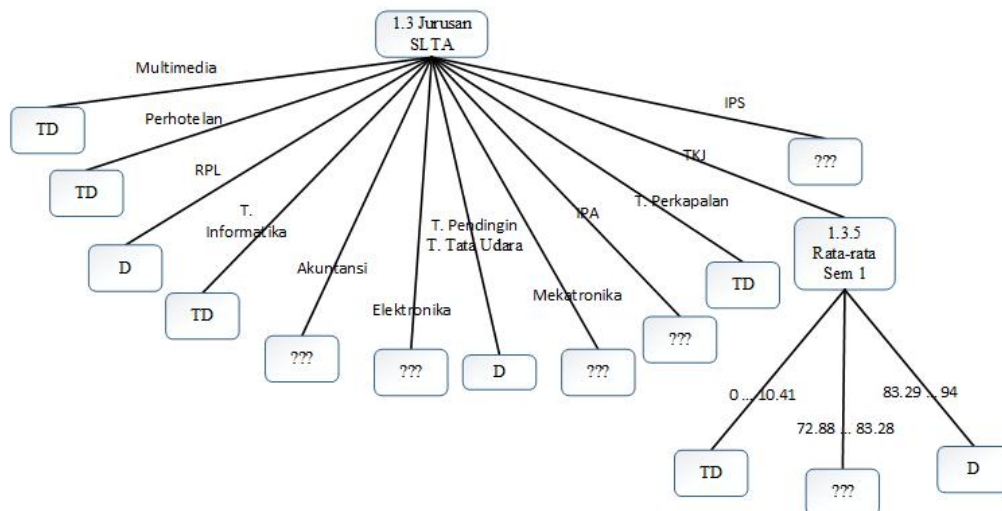 1.3 Jurusan
SLTA
Multimedia
IPS
TD
Perhotelan
TKJ
???
RPL
TD
T. Perkapalan
IPA
T.
Informatika
T. Pendingin
T. Tata Udara
1.3.5
Rata-rata
Sem 1
D
Akuntansi
TD
Mekatronika
TD
Elektronika
???
???
???
D
???
0 ... 10.41
83.29 ... 94
72.88 ... 83.28
TD
???
D